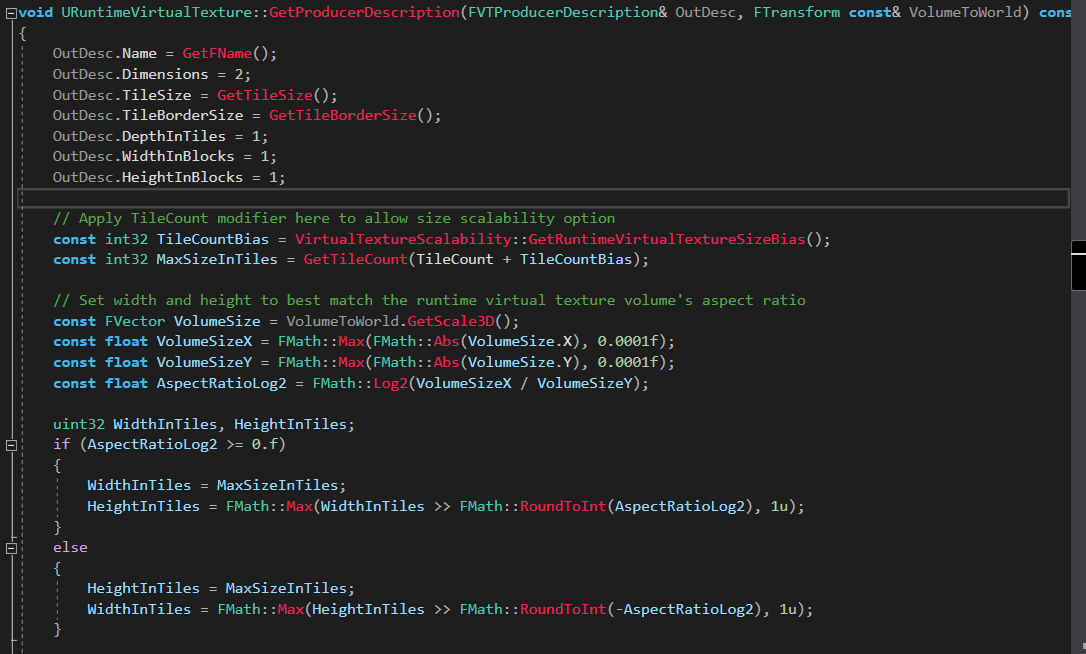 void URuntimeVirtualTexture::GetProducerDescription(FVTProducerDescription& OutDesc, FTransform const& VolumeToWorld) cons
{
OutDesc.Name = GetFName();
OutDesc.Dimensions = 2;
OutDesc.TileSize = GetTileSize();
OutDesc.TileBorderSize = GetTileBorderSize();
OutDesc.DepthInTiles = 1;
OutDesc.WidthInBlocks = 1;
OutDesc.HeightInBlocks = 1;
// Apply TileCount modifier here to allow size scalability option
const int32 TileCountBias = VirtualTextureScalability::GetRuntimeVirtualTextureSizeBias();
const int32 MaxSizeInTiles = GetTileCount(TileCount + TileCountBias);
// Set width and height to best match the runtime virtual texture volume's aspect ratio
const FVector VolumeSize = VolumeToWorld.GetScale3D();
const float VolumeSizeX = FMath::Max(FMath::Abs(VolumeSize.X), 0.0001f);
const float VolumeSizeY = FMath::Max(FMath::Abs(VolumeSize.Y), 0.0001f);
const float AspectRatioLog2 = FMath::Log2(VolumeSizeX / VolumeSizeY);
uint32 WidthInTiles, HeightInTiles;
if (AspectRatioLog2 >= 0.f)
{
WidthInTiles = MaxSizeInTiles;
HeightInTiles = FMath::Max(WidthInTiles >> FMath::RoundToInt(AspectRatioLog2), 1u);
}
else
{
HeightInTiles = MaxSizeInTiles;
WidthInTiles = FMath::Max(HeightInTiles >> FMath::RoundToInt(-AspectRatioLog2), 1u);
}